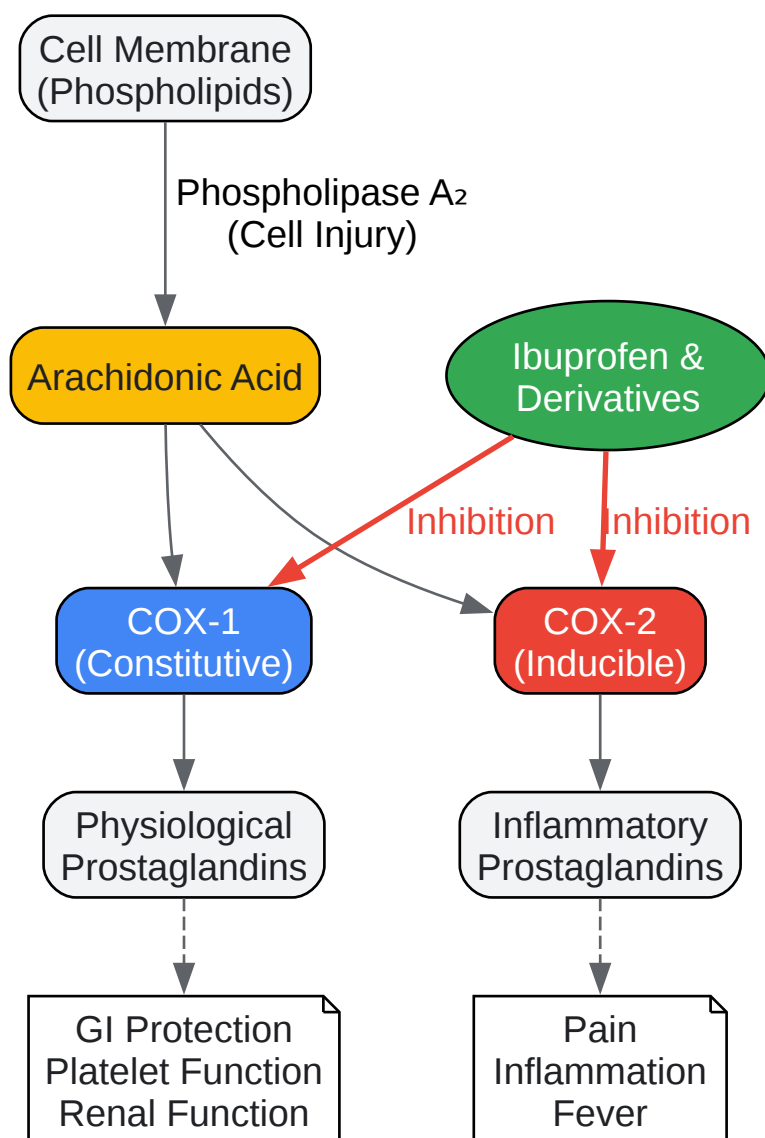 Cell Membrane
(Phospholipids)
Phospholipase A₂
(Cell Injury)
Arachidonic Acid
Ibuprofen &
Derivatives
Inhibition
Inhibition
COX-1
(Constitutive)
COX-2
(Inducible)
Physiological
Prostaglandins
Inflammatory
Prostaglandins
GI Protection
Platelet Function
Renal Function
Pain
Inflammation
Fever